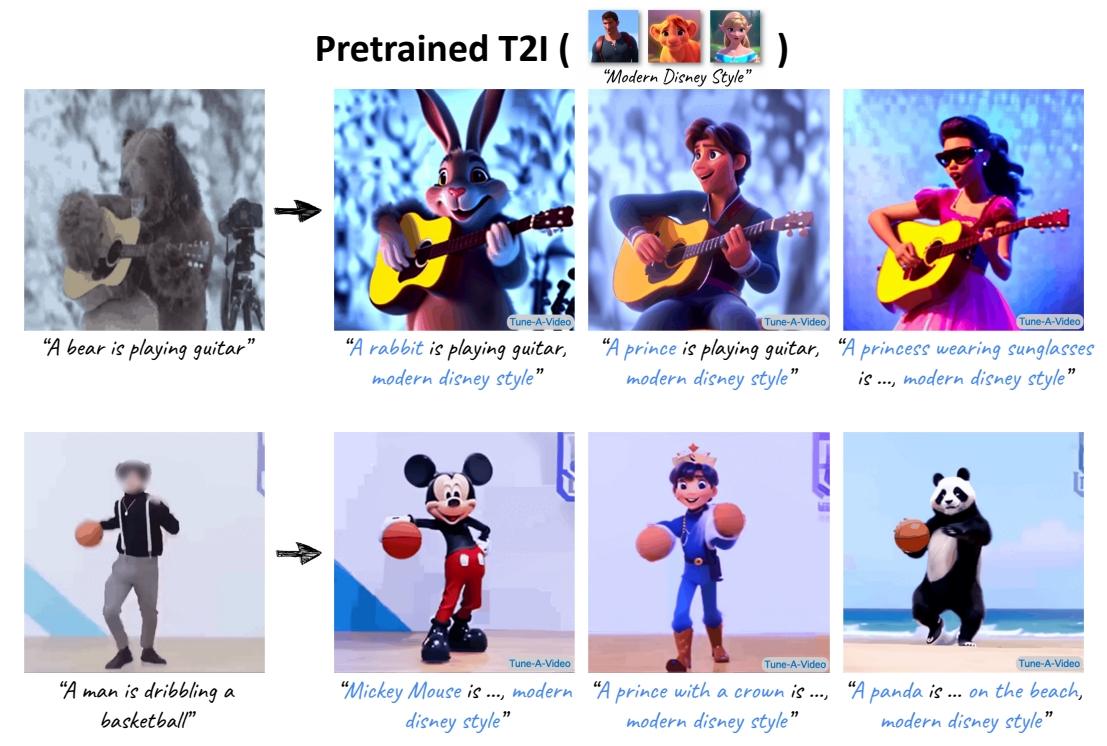 Pretrained T2I ( )
“Modern Disney Style”
Tune-A-Video
Tune-A-Video
Tune-A-Video
“A bear is playing guitar”
“A rabbit is playing guitar,
modern disney style”
“A prince is playing guitar,
modern disney style”
“A princess wearing sunglasses
is ..., modern disney style”
Tune-A-Video
Tune-A-Video
Tune-A-Video
“A man is dribbling a
basketball”
“Mickey Mouse is ..., modern
disney style”
“A prince with a crown is ...,
modern disney style”
“A panda is ... on the beach,
modern disney style”